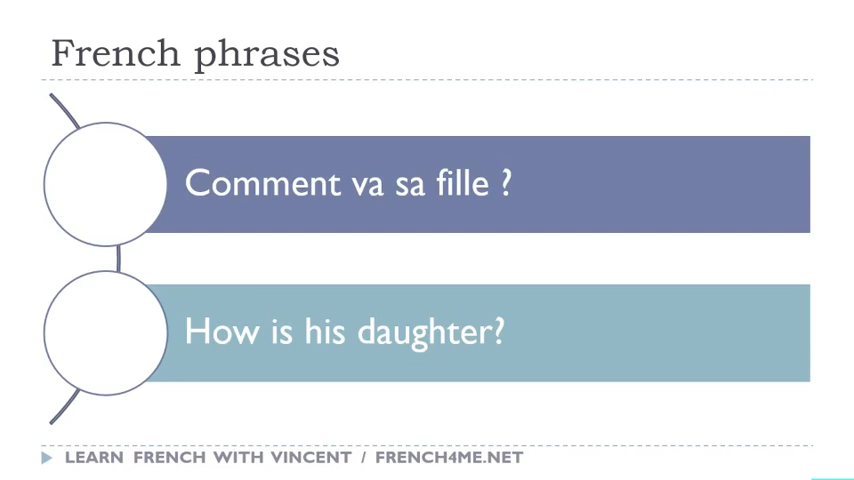 French phrases
Comment va sa fille ?
How is his daughter?
LEARN FRENCH WITH VINCENT / FRENCH4ME.NET